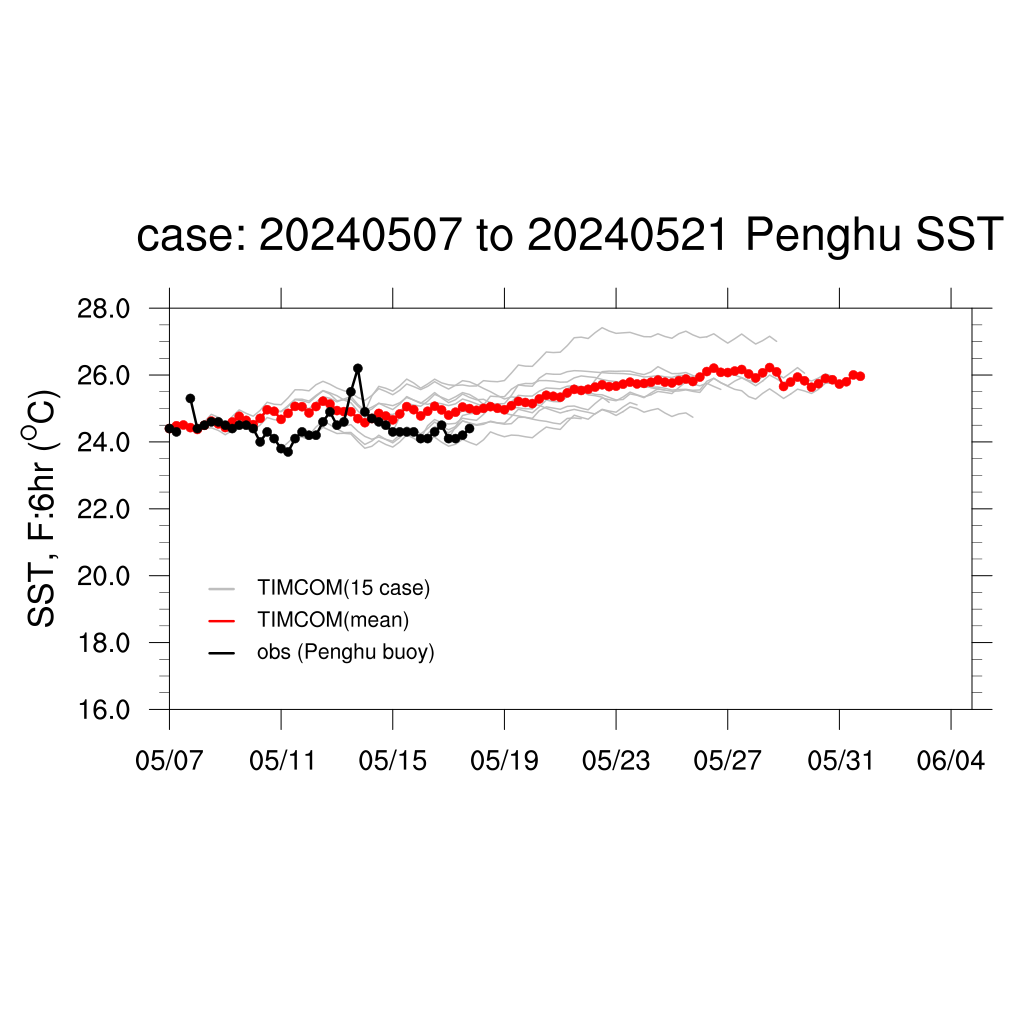 case: 20240507 to 20240521 Penghu SST
28.0
26.0
24.0
22.0
20.0
18.0
16.0
SST, F:6hr (°C)
TIMCOM(15 case)
TIMCOM(mean)
obs (Penghu buoy)
05/07 05/11 05/15 05/19 05/23 05/27 05/31 06/04